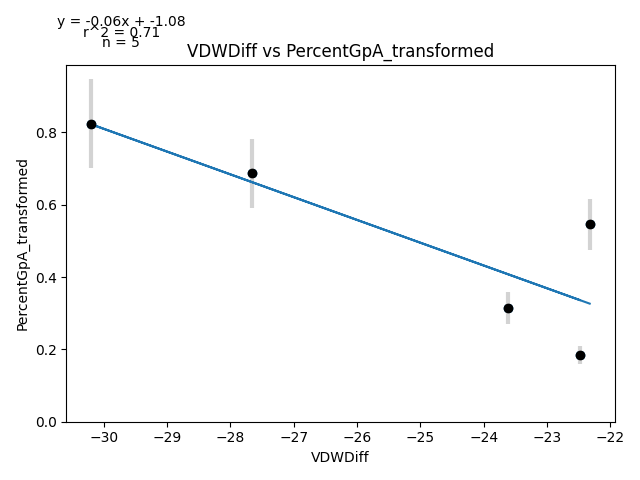 y = -0.06x + -1.08
r^2 = 0.71
n = 5
VDWDiff vs PercentGpA_transformed
PercentGpA_transformed
0.8
0.6
0.4
0.2
0.0
−30
−29
−28
−27
−26
−25
−24
−23
−22
VDWDiff